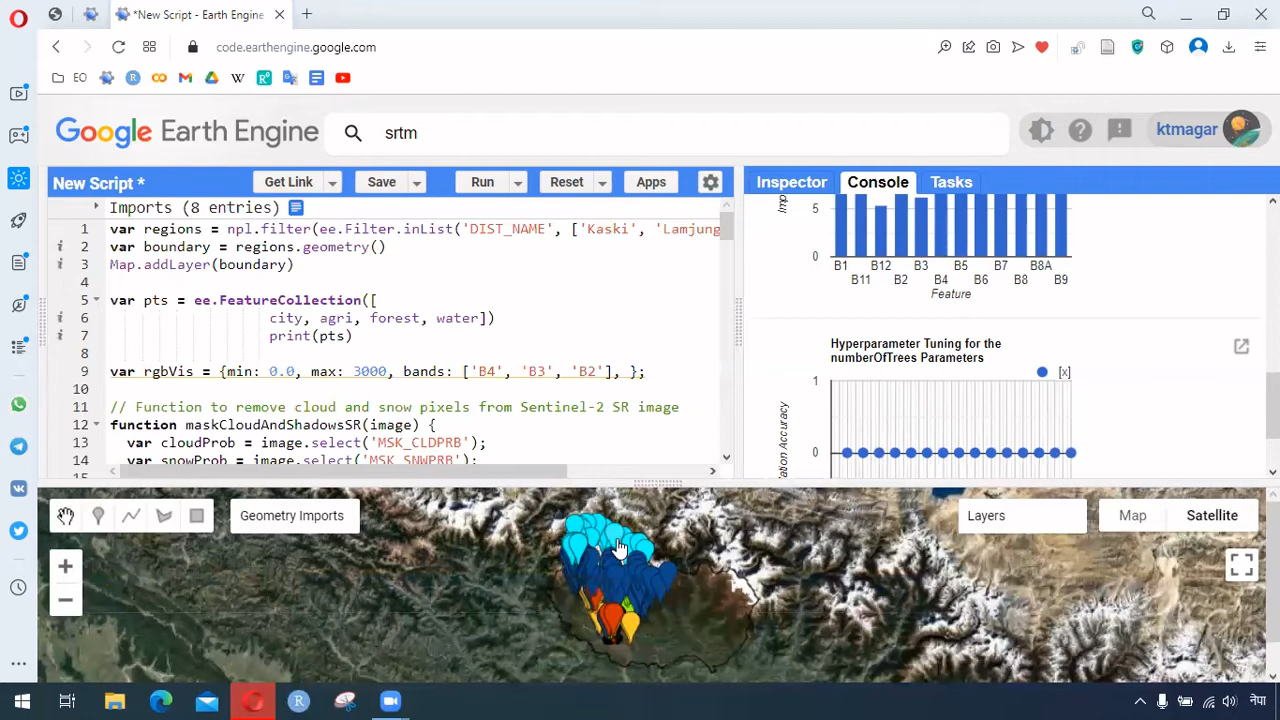 *New Script - Earth Engine
code.earthengine.google.com
EO
Google Earth Engine
srtm
ktmagar
New Script *
Get Link
Save
Run
Reset
Apps
Inspector
Console
Tasks
Imports (8 entries)
1 var regions = npl.filter(ee.Filter.inList('DIST_NAME', ['Kaski', 'Lamjung
2 var boundary = regions.geometry()
3 Map.addLayer(boundary)
4
5 var pts = ee.FeatureCollection([
6 city, agri, forest, water])
7 print(pts)
8
9 var rgbVis = {min: 0.0, max: 3000, bands: ['B4', 'B3', 'B2'], };
10
11 // Function to remove cloud and snow pixels from Sentinel-2 SR image
12 function maskCloudAndShadowsSR(image) {
13 var cloudProb = image.select('MSK_CLDPRB');
14 var snowProb = image.select('MSK_SNWPRB');
5
0
B1 B12 B3 B5 B7 B8A
B11 B2 B4 B6 B8 B9
Feature
Hyperparameter Tuning for the
numberOfTrees Parameters
[x]
1
0
Geometry Imports
Layers
Map
Satellite
+
−
नेपा